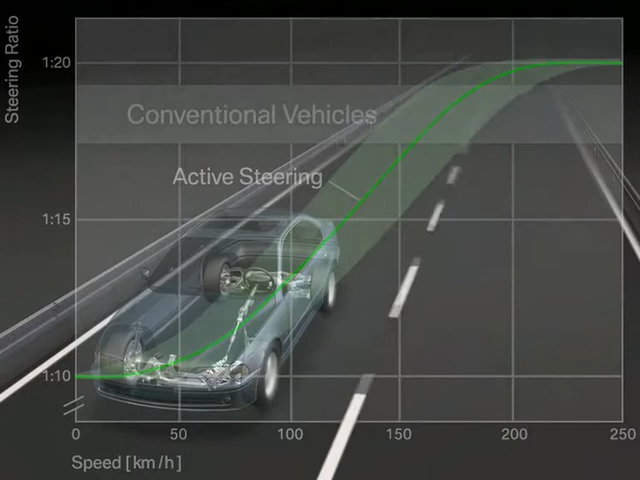 Steering Ratio
1:20
Conventional Vehicles
Active Steering
1:15
1:10
0 50 100 150 200 250
Speed [km/h]